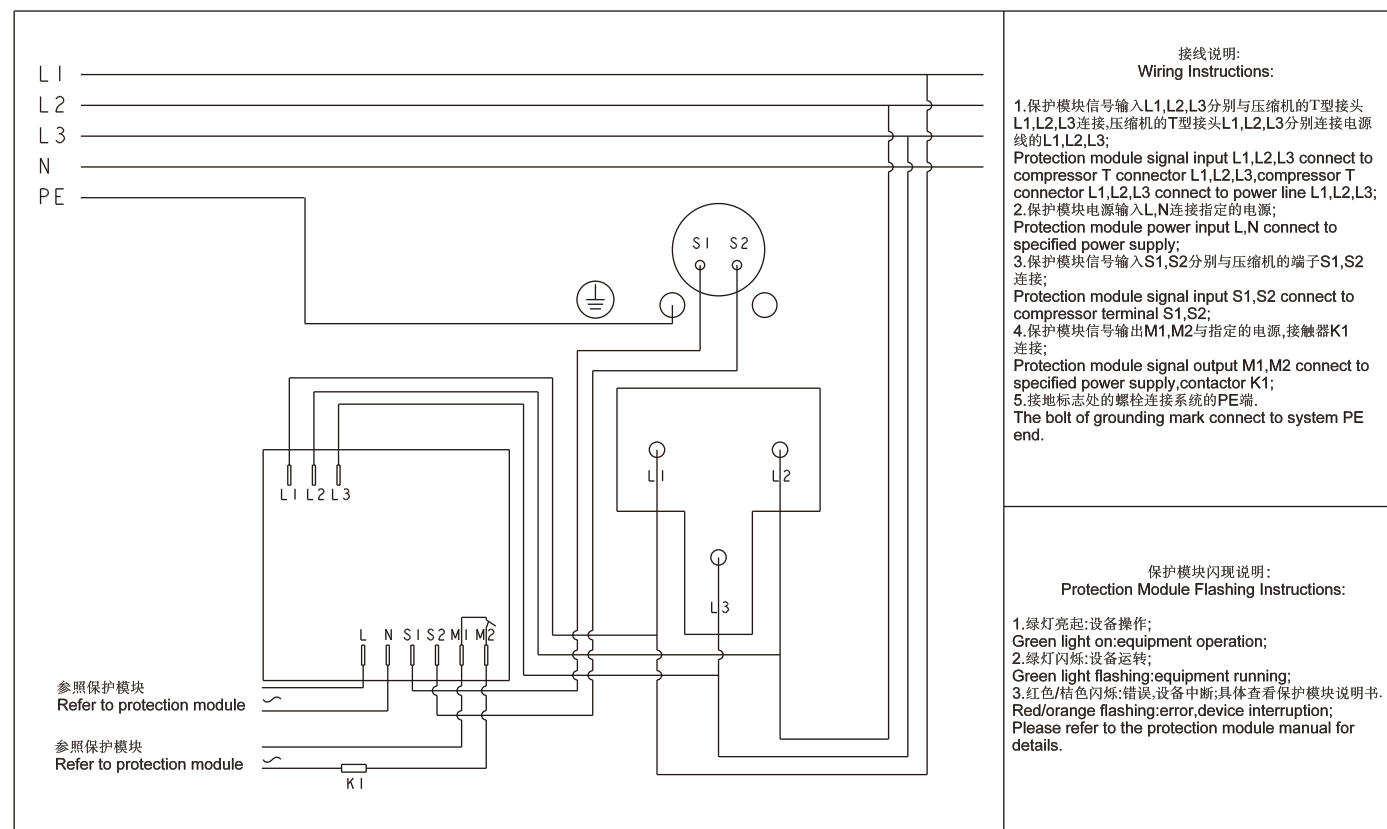 L1
L2
L3
N
PE
S1 S2
L1 L2
L3
L1 L2 L3
L N S1 S2 M1 M2
参照保护模块
Refer to protection module
参照保护模块
Refer to protection module
K1
接线说明:
Wiring Instructions:
1.保护模块信号输入L1,L2,L3分别与压缩机的T型接头
L1,L2,L3连接,压缩机的T型接头L1,L2,L3分别连接电源
线的L1,L2,L3;
Protection module signal input L1,L2,L3 connect to
compressor T connector L1,L2,L3,compressor T
connector L1,L2,L3 connect to power line L1,L2,L3;
2.保护模块电源输入L,N连接指定的电源;
Protection module power input L,N connect to
specified power supply;
3.保护模块信号输入S1,S2分别与压缩机的端子S1,S2
连接;
Protection module signal input S1,S2 connect to
compressor terminal S1,S2;
4.保护模块信号输出M1,M2与指定的电源,接触器K1
连接;
Protection module signal output M1,M2 connect to
specified power supply,contactor K1;
5.接地标志处的螺栓连接系统的PE端.
The bolt of grounding mark connect to system PE
end.
保护模块闪现说明:
Protection Module Flashing Instructions:
1.绿灯亮起:设备操作;
Green light on:equipment operation;
2.绿灯闪烁:设备运转;
Green light flashing:equipment running;
3.红色/桔色闪烁:错误,设备中断;具体查看保护模块说明书.
Red/orange flashing:error,device interruption;
Please refer to the protection module manual for
details.